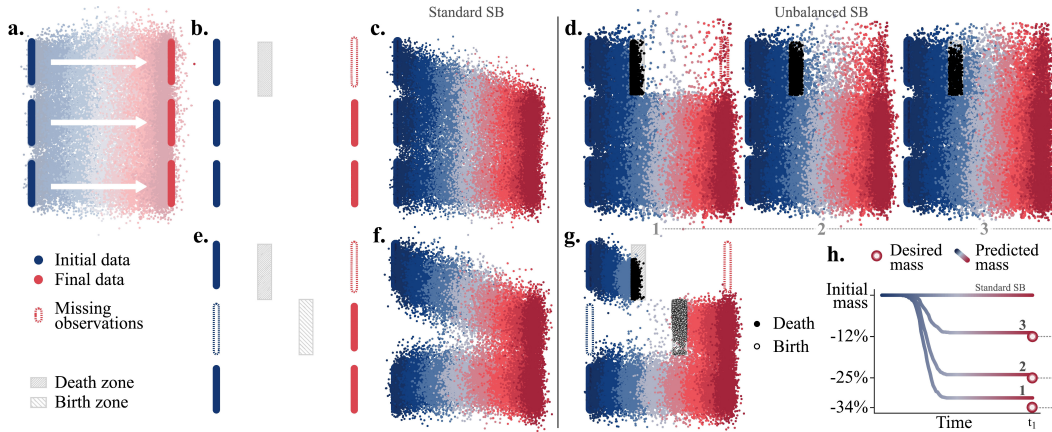 Standard SB
Unbalanced SB
a.
b.
c.
d.
1
2
3
e.
f.
g.
h.
Initial data
Final data
Missing
observations
Death zone
Birth zone
Death
Birth
Desired
mass
Predicted
mass
Standard SB
Initial
mass
-12%
-25%
-34%
3
2
1
Time
t1